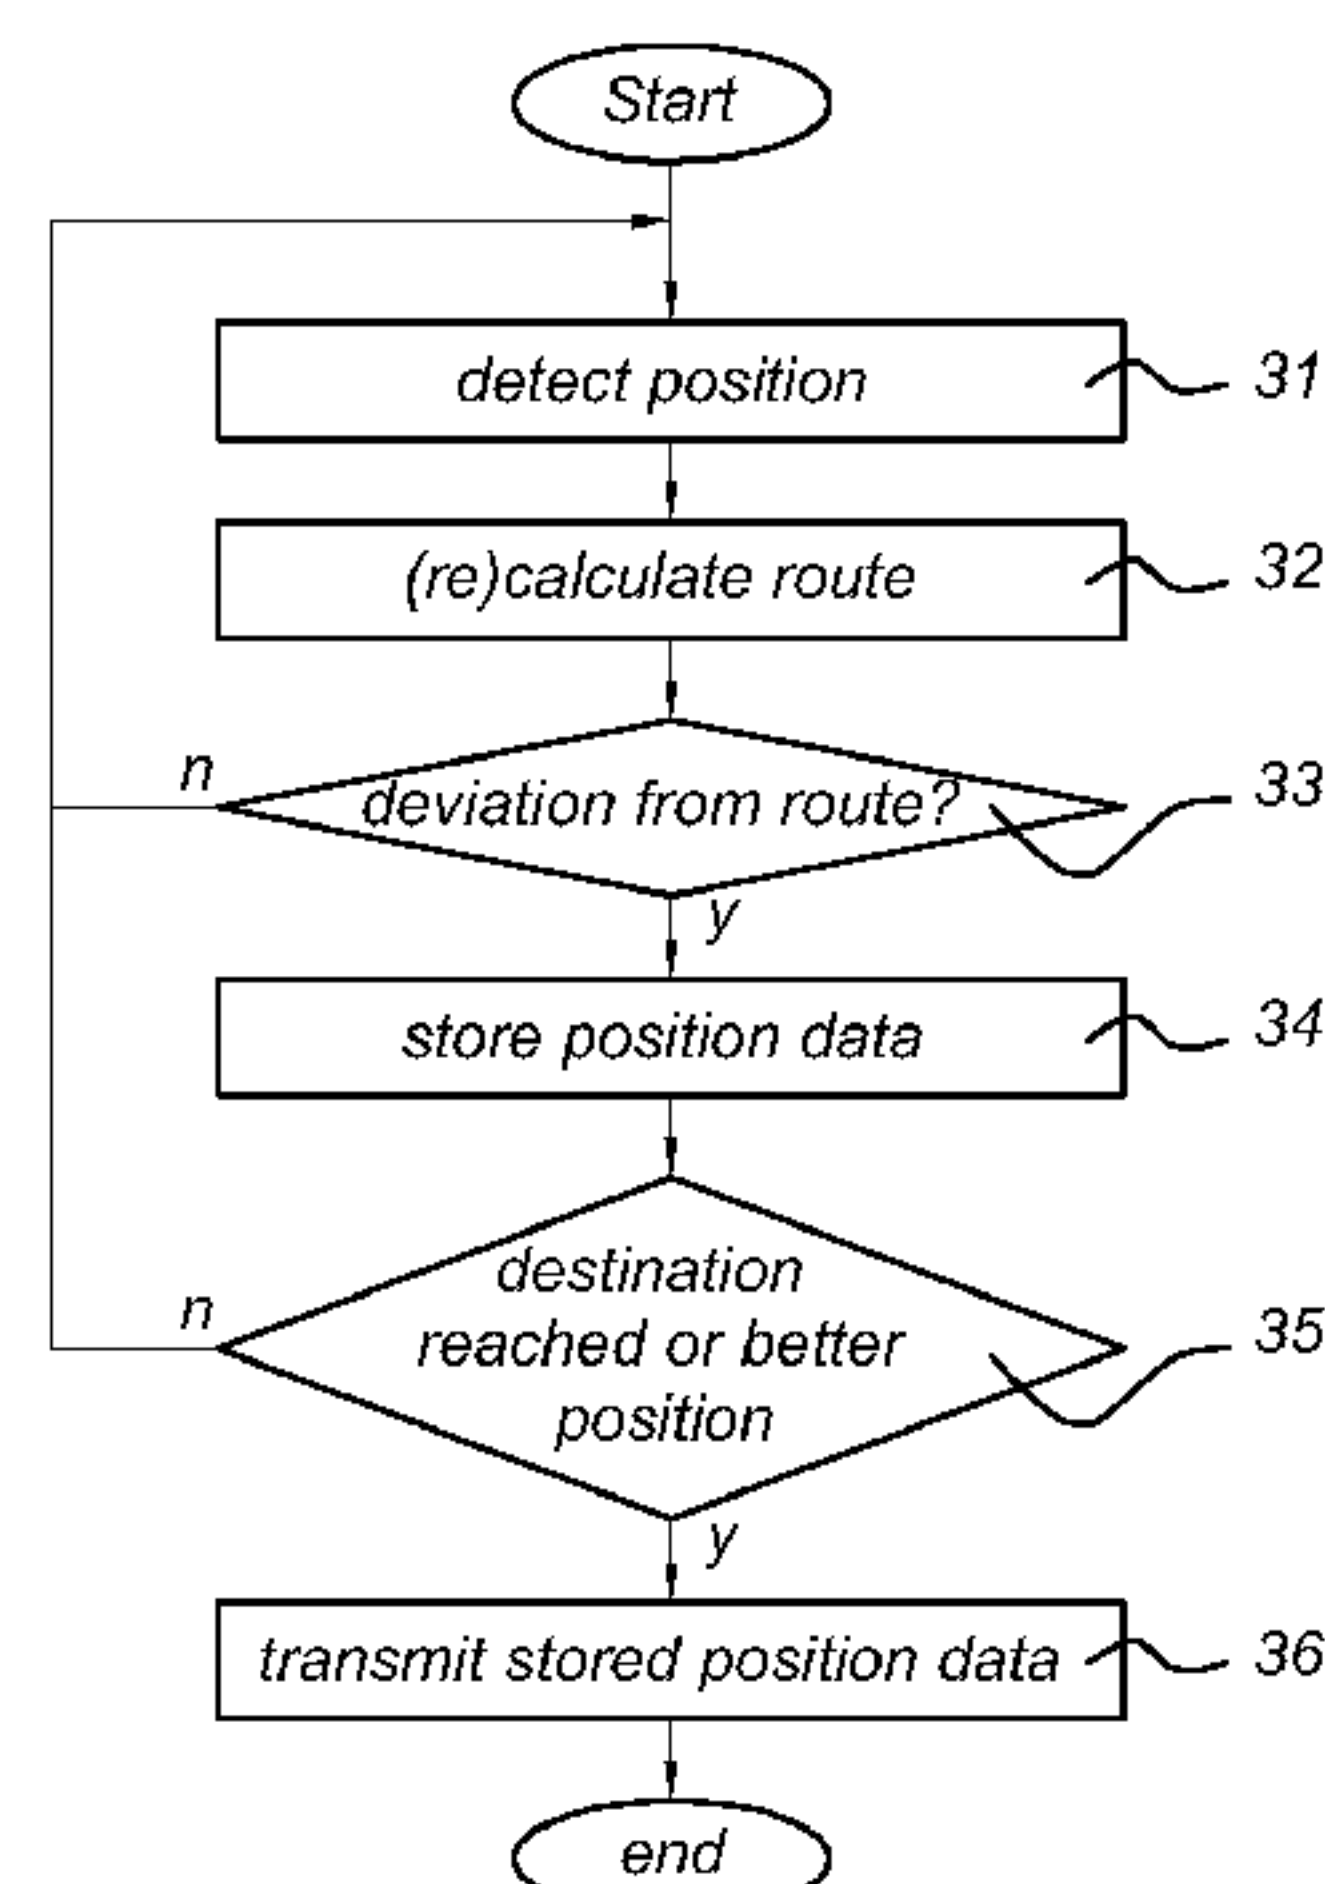 Start
detect position
31
(re)calculate route
32
n
deviation from route?
33
y
store position data
34
destination
reached or better
position
n
35
y
transmit stored position data
36
end